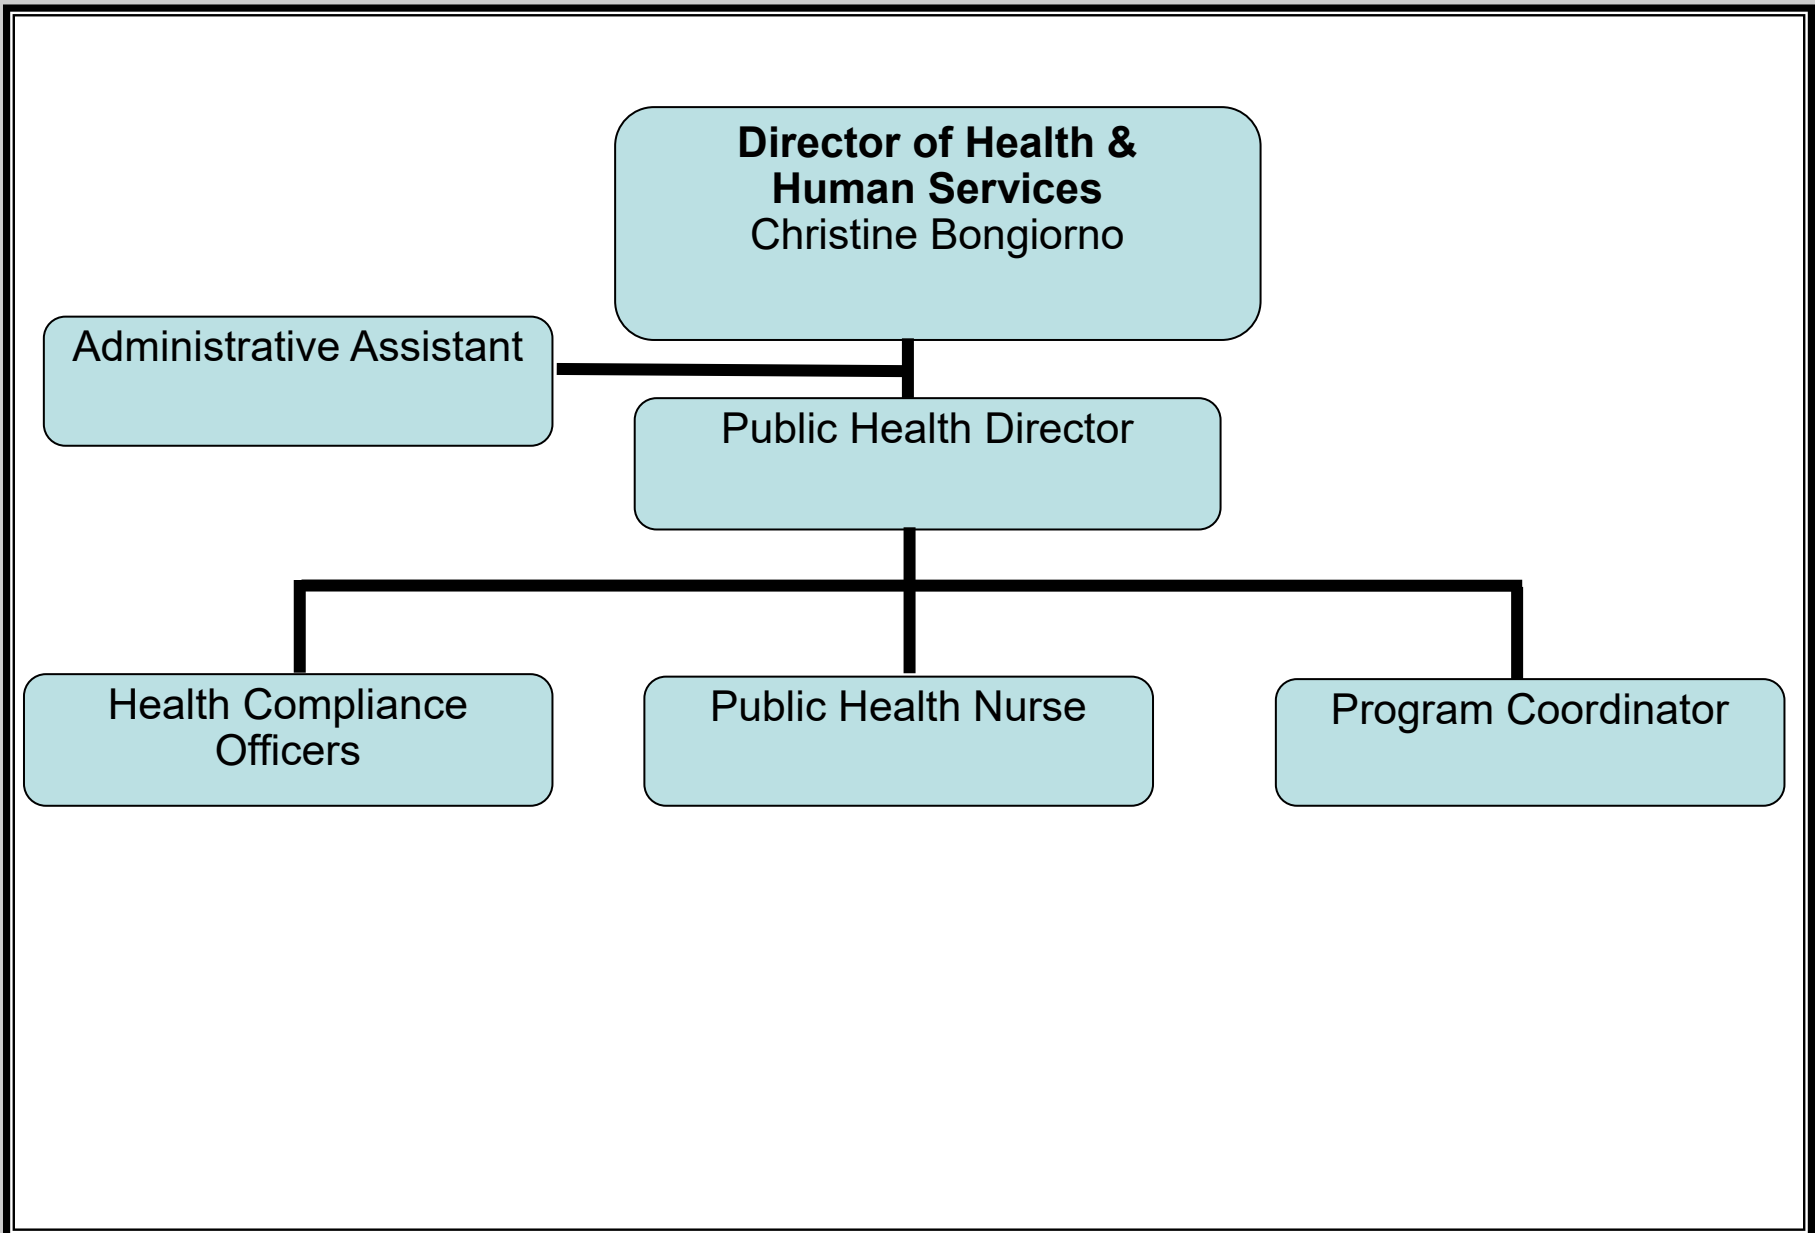 Director of Health &
Human Services
Christine Bongiorno
Administrative Assistant
Public Health Director
Health Compliance
Officers
Public Health Nurse
Program Coordinator